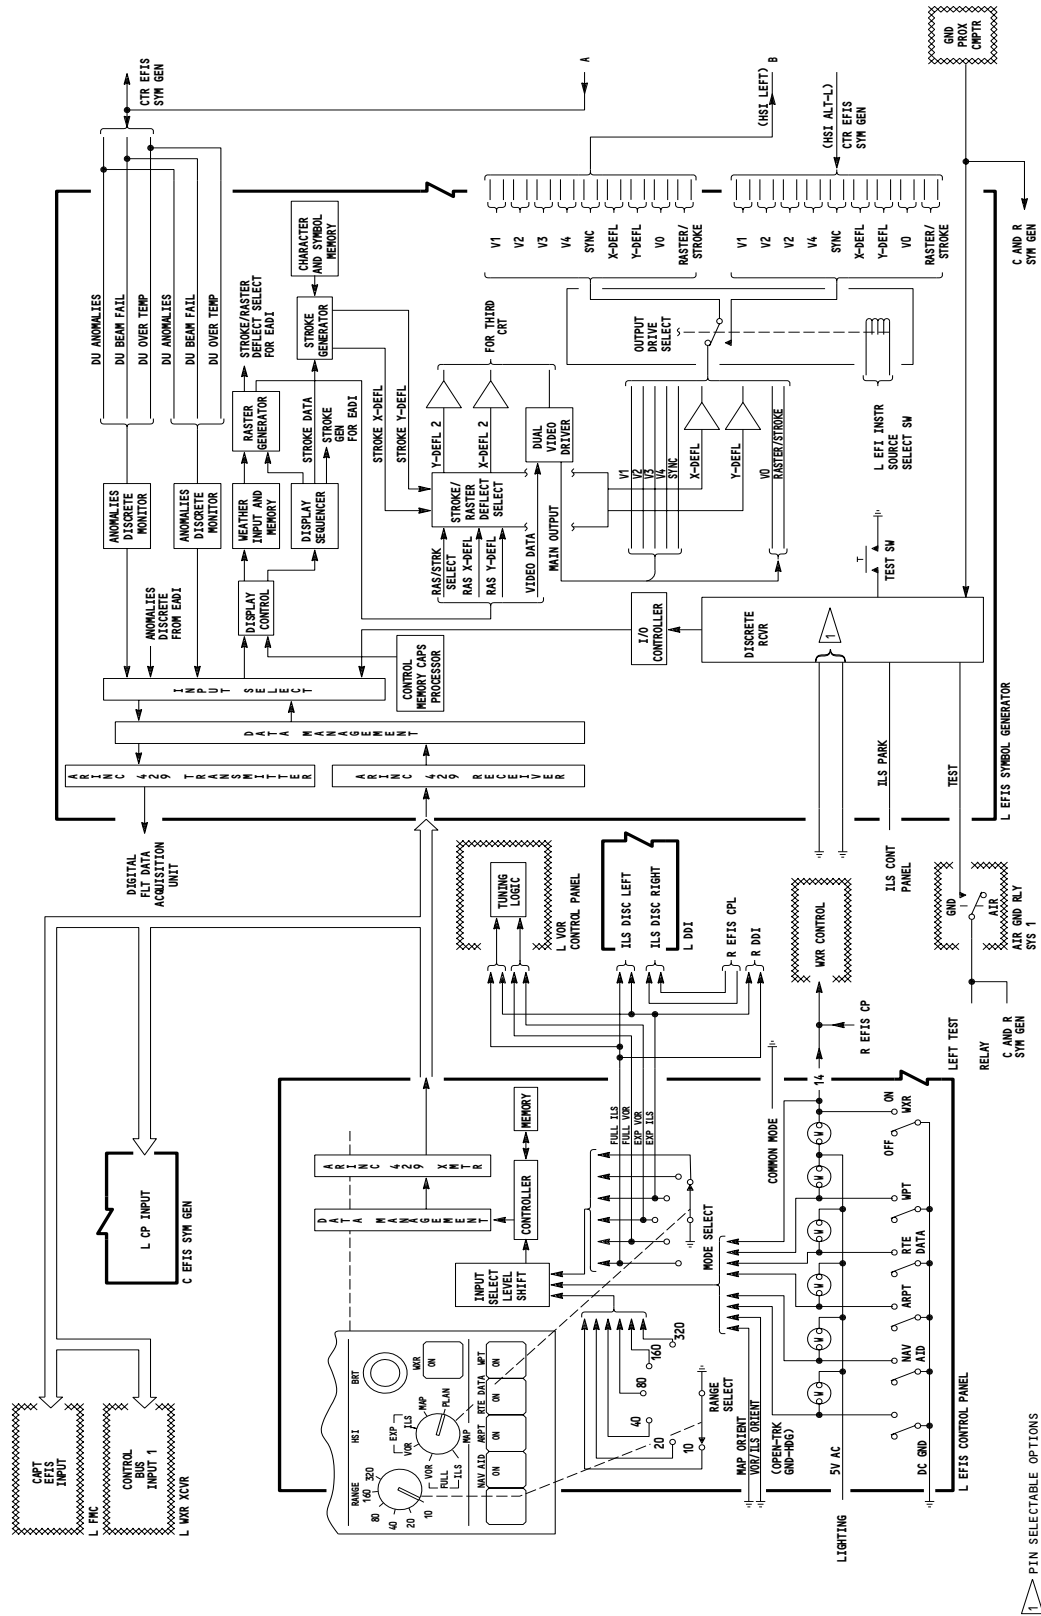 CAPT
EFIS
INPUT
L FMC
CONTROL
BUS
INPUT 1
L WXR XCVR
L CP INPUT
C EFIS SYM GEN
DIGITAL
FLT DATA
ACQUISITION
UNIT
ARINC 429 TRANSMITTER
ARINC 429 RECEIVER
DATA MANAGEMENT
INPUT SELECT
ANOMALIES
DISCRETE
FROM EADI
ANOMALIES
DISCRETE
MONITOR
ANOMALIES
DISCRETE
MONITOR
DU ANOMALIES
DU BEAM FAIL
DU OVER TEMP
DU ANOMALIES
DU BEAM FAIL
DU OVER TEMP
CTR EFIS
SYM GEN
DISPLAY
CONTROL
WEATHER
INPUT AND
MEMORY
DISPLAY
SEQUENCER
RASTER
GENERATOR
STROKE/RASTER
DEFLECT SELECT
FOR EADI
STROKE DATA
STROKE
GEN
FOR EADI
STROKE
GENERATOR
CHARACTER
AND SYMBOL
MEMORY
CONTROL
MEMORY CAPS
PROCESSOR
STROKE X-DEFL
STROKE Y-DEFL
RAS/STRK
SELECT
RAS X-DEFL
RAS Y-DEFL
VIDEO DATA
MAIN OUTPUT
STROKE/
RASTER
DEFLECT
SELECT
Y-DEFL 2
X-DEFL 2
FOR THIRD
CRT
DUAL
VIDEO
DRIVER
V1
V2
V3
V4
SYNC
X-DEFL
Y-DEFL
V0
RASTER/STROKE
OUTPUT
DRIVE
SELECT
V1
V2
V3
V4
SYNC
X-DEFL
Y-DEFL
V0
RASTER/
STROKE
V1
V2
V2
V4
SYNC
X-DEFL
Y-DEFL
V0
RASTER/
STROKE
A
B
(HSI LEFT)
(HSI ALT-L)
CTR EFIS
SYM GEN
L EFI INSTR
SOURCE
SELECT SW
I/O
CONTROLLER
DISCRETE
RCVR
1
T
TEST SW
GND
PROX
CMPTR
C AND R
SYM GEN
ILS PARK
TEST
L EFIS SYMBOL GENERATOR
TUNING
LOGIC
L VOR
CONTROL PANEL
ILS DISC LEFT
ILS DISC RIGHT
L DDI
R EFIS CPL
R DDI
WXR CONTROL
R EFIS CP
ILS CONT
PANEL
GND
AIR
AIR GND RLY
SYS 1
LEFT TEST
RELAY
C AND R
SYM GEN
RANGE
10
20
40
80
160
320
HSI
BRT
VOR
ILS
FULL
EXP
VOR
ILS
MAP
PLAN
MAP
WXR
ON
NAV AID
ARPT
RTE DATA
WPT
ON
ON
ON
ON
DATA MANAGEMENT
ARINC 429 XMTR
INPUT
SELECT
LEVEL
SHIFT
CONTROLLER
MEMORY
FULL ILS
FULL VOR
EXP VOR
EXP ILS
MODE SELECT
10
20
40
80
160
320
RANGE
SELECT
COMMON MODE
MAP ORIENT
VOR/ILS ORIENT
(OPEN-TRK
GND-HDG)
14
5V AC
W
W
W
W
W
W
NAV
AID
ARPT
RTE
DATA
WPT
OFF
ON
WXR
DC GND
L EFIS CONTROL PANEL
LIGHTING
1 PIN SELECTABLE OPTIONS